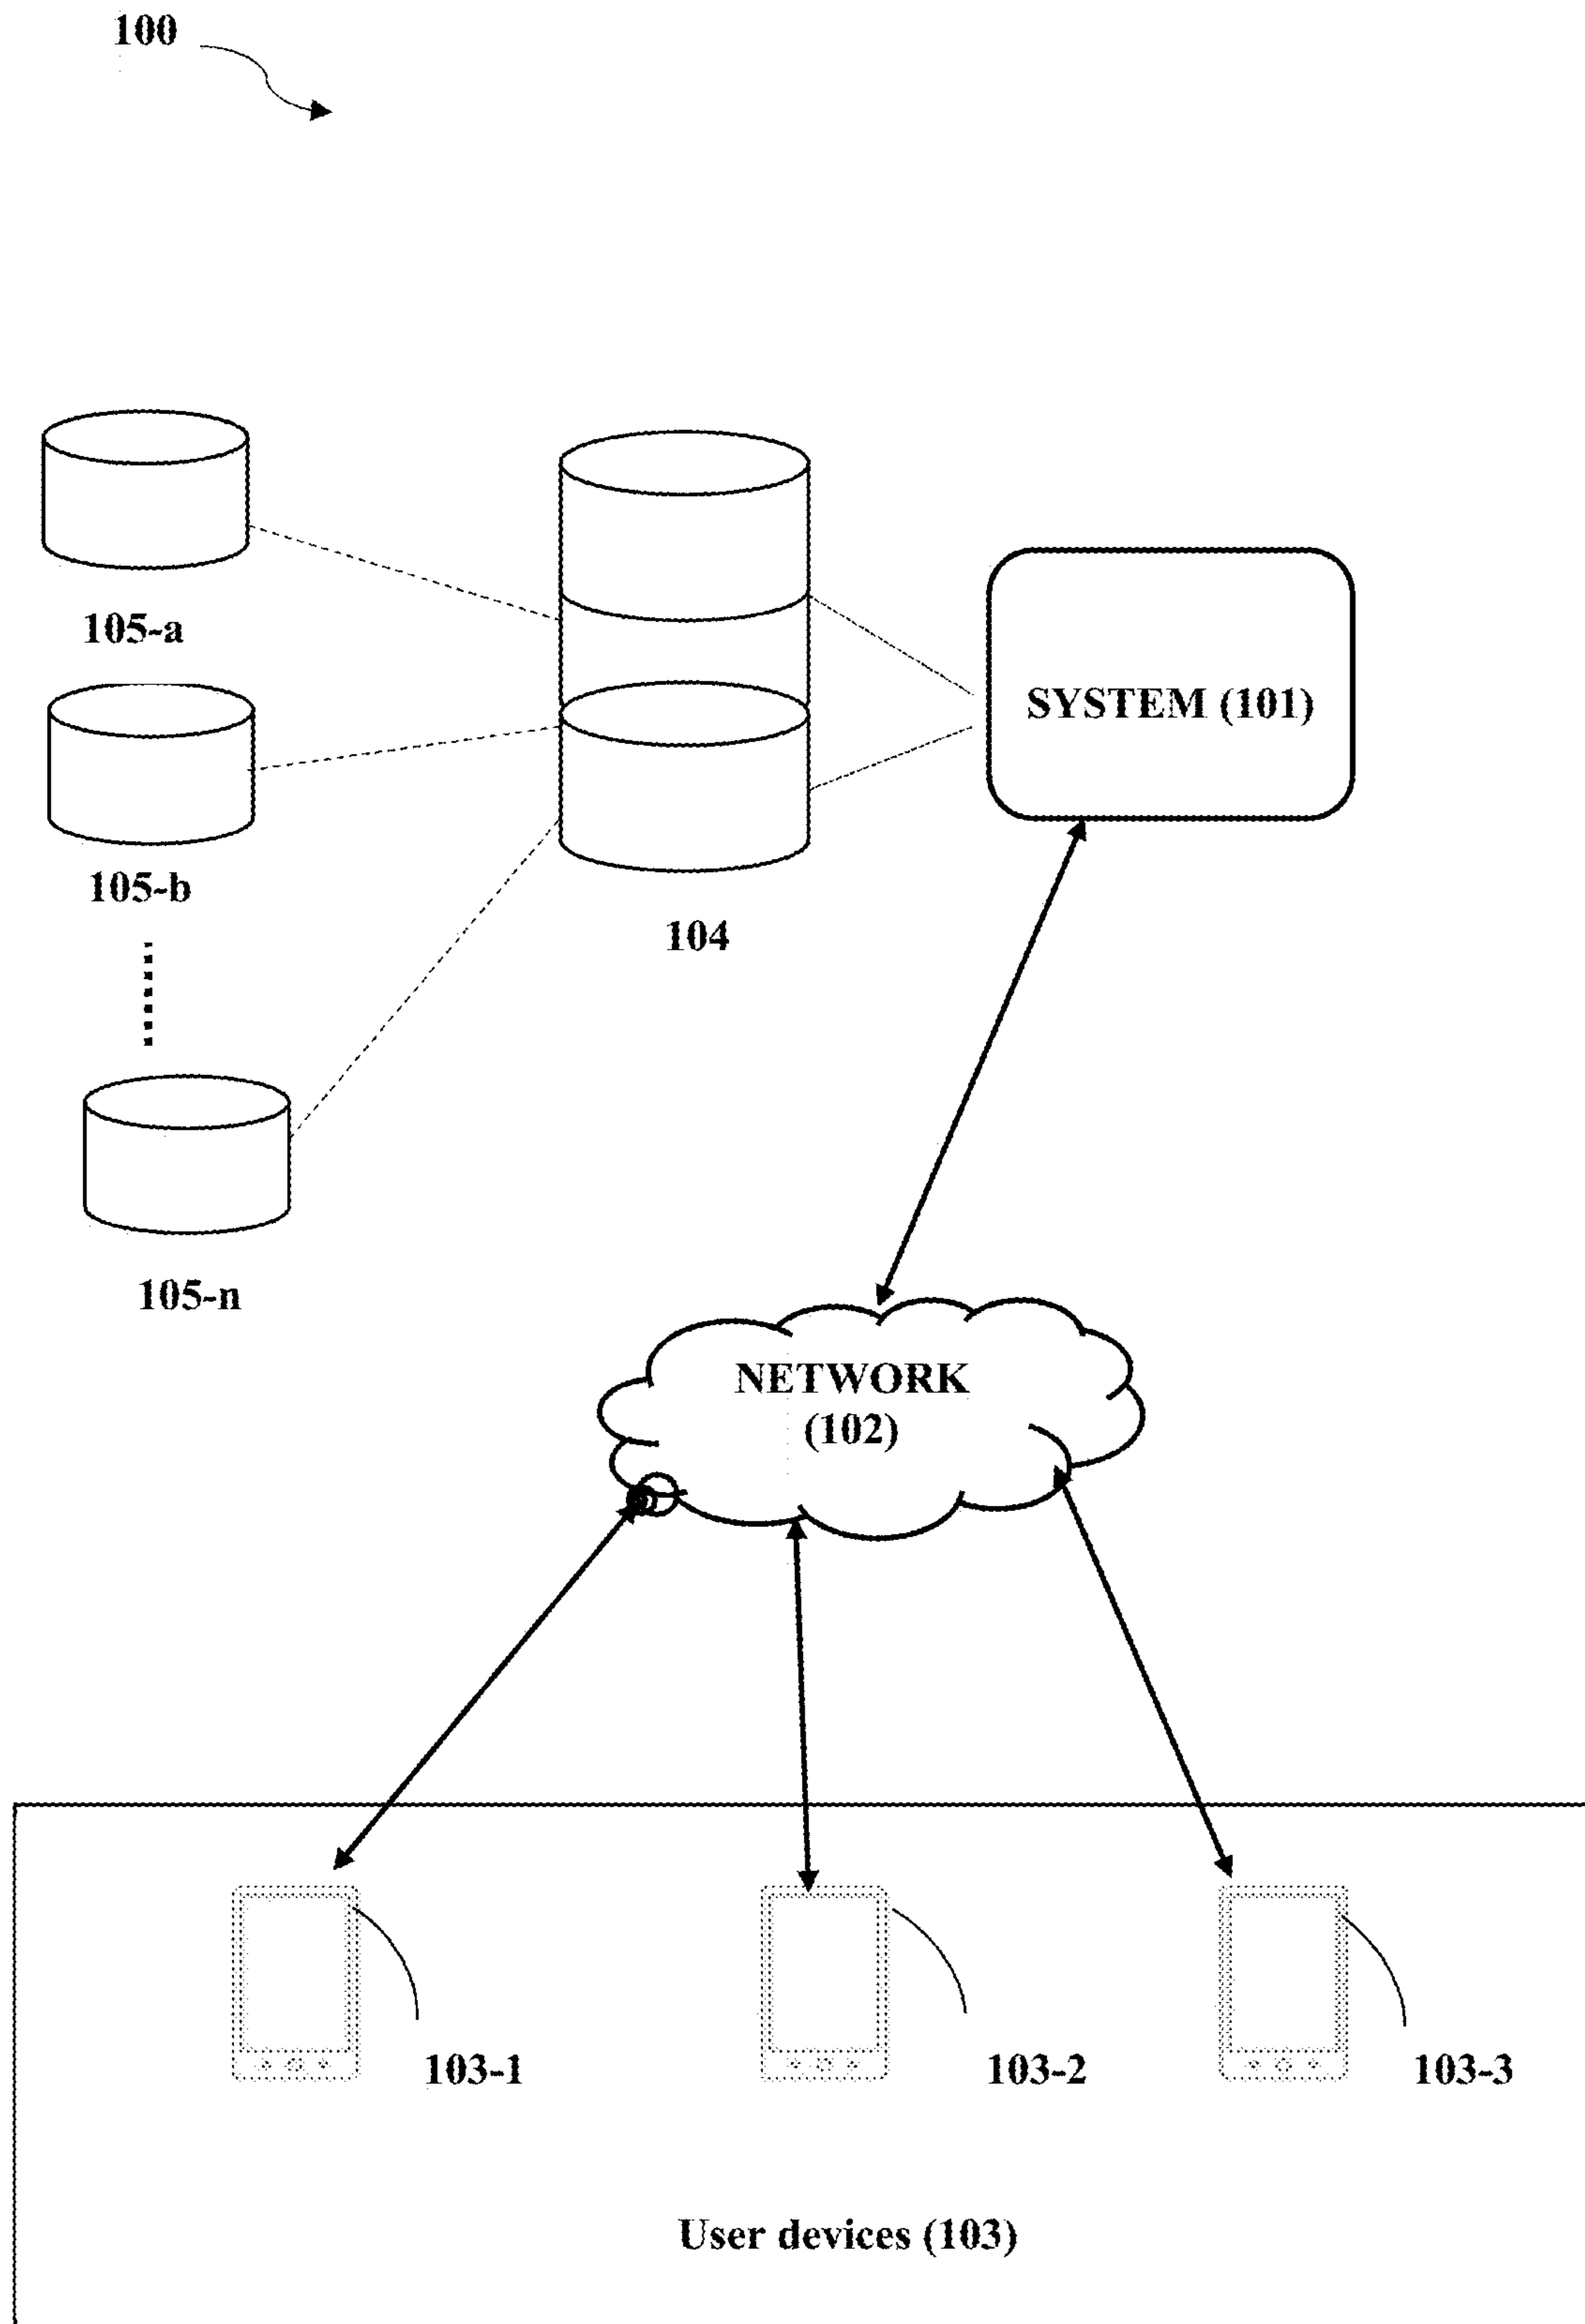 100
105-a
SYSTEM (101)
105-b
104
105-n
NETWORK
(102)
103-1
103-2
103-3
User devices (103)